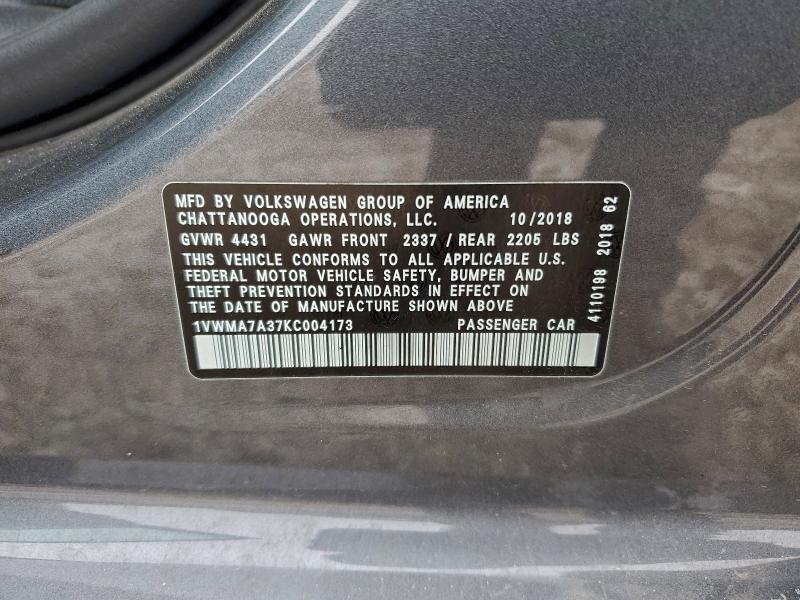 MFD BY VOLKSWAGEN GROUP OF AMERICA
CHATTANOOGA OPERATIONS, LLC. 10/2018
GVWR 4431 GAWR FRONT 2337 / REAR 2205 LBS
THIS VEHICLE CONFORMS TO ALL APPLICABLE U.S.
FEDERAL MOTOR VEHICLE SAFETY, BUMPER AND
THEFT PREVENTION STANDARDS IN EFFECT ON
THE DATE OF MANUFACTURE SHOWN ABOVE
1VWMA7A37KC004173 PASSENGER CAR
4110198 2018 62